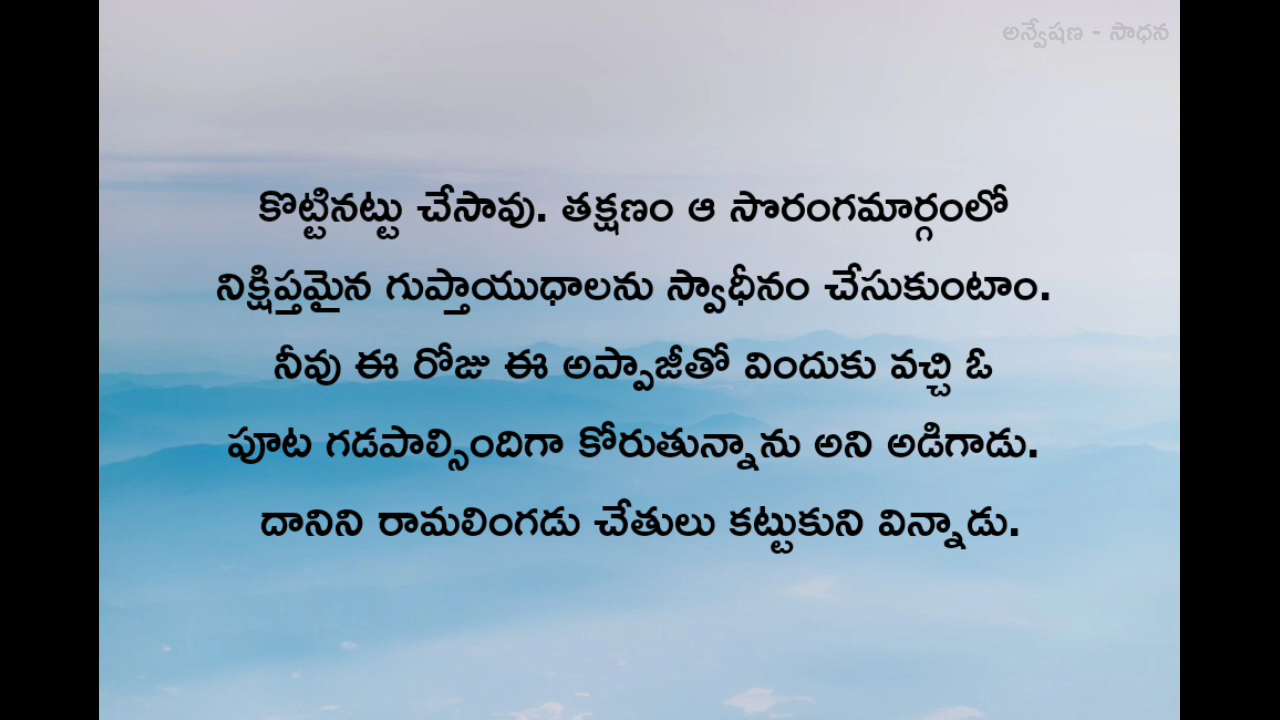 అన్వేషణ - సాధన
కొట్టినట్టు చేసావు. తక్షణం ఆ సొరంగమార్గంలో
నిక్షిప్తమైన గుప్తాయుధాలను స్వాధీనం చేసుకుంటాం.
నీవు ఈ రోజు ఈ అప్పాజీతో విందుకు వచ్చి ఓ
పూట గడపాల్సిందిగా కోరుతున్నాను అని అడిగాడు.
దానిని రామలింగడు చేతులు కట్టుకుని విన్నాడు.